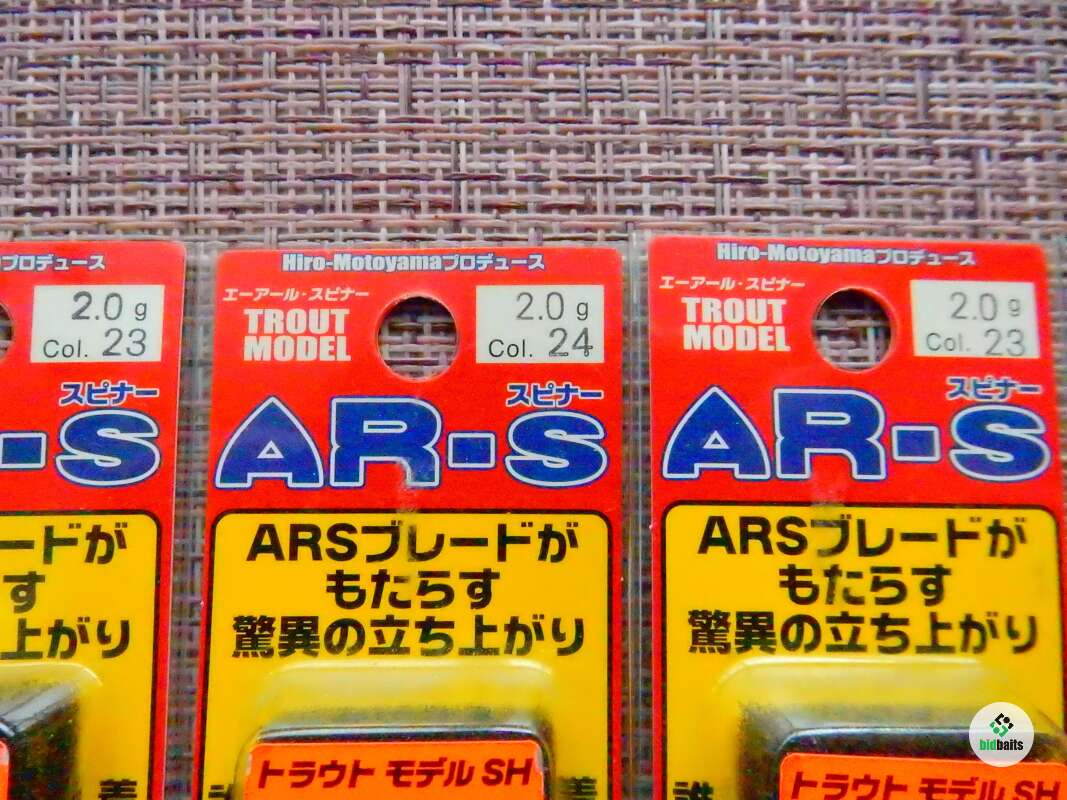 プロデュース
2.0 g
Col. 23
スピナー
R-S
ードが
す
上がり
Hiro-Motoyamaプロデュース
エーアール・スピナー
TROUT
MODEL
2.0 g
Col. 24
スピナー
AR-S
ARSブレードが
もたらす
驚異の立ち上がり
トラウト モデル SH
Hiro-Motoyamaプロデュース
エーアール・スピナー
TROUT
MODEL
2.0 g
Col. 23
スピナー
AR-S
ARSブレードが
もたらす
驚異の立ち上がり
トラウト モデル SH
bidbaits